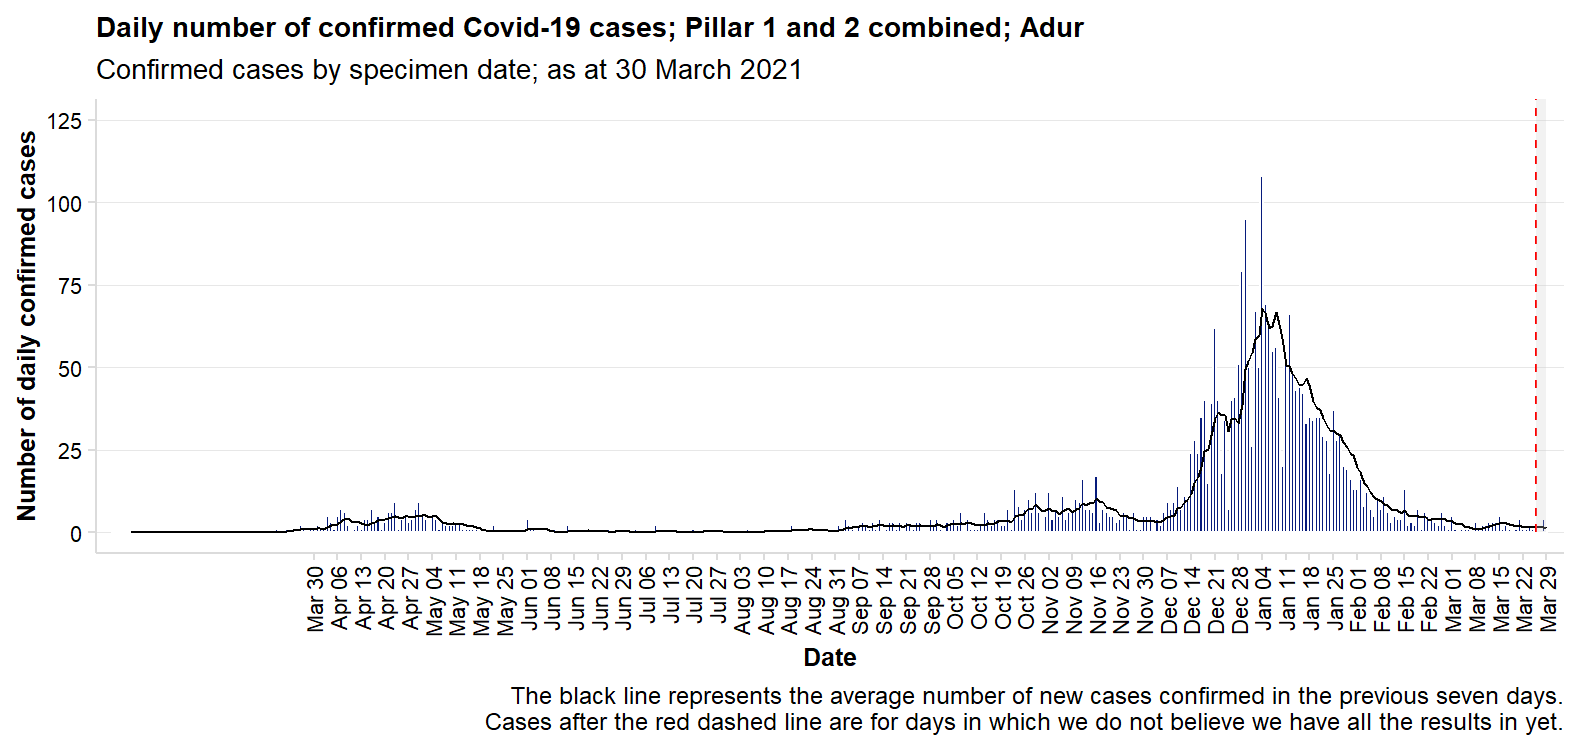 Daily number of confirmed Covid-19 cases; Pillar 1 and 2 combined; Adur
Confirmed cases by specimen date; as at 30 March 2021
Number of daily confirmed cases
125
100
75
50
25
0
Mar 30
Apr 06
Apr 13
Apr 20
Apr 27
May 04
May 11
May 18
May 25
Jun 01
Jun 08
Jun 15
Jun 22
Jun 29
Jul 06
Jul 13
Jul 20
Jul 27
Aug 03
Aug 10
Aug 17
Aug 24
Aug 31
Sep 07
Sep 14
Sep 21
Sep 28
Oct 05
Oct 12
Oct 19
Oct 26
Nov 02
Nov 09
Nov 16
Nov 23
Nov 30
Dec 07
Dec 14
Dec 21
Dec 28
Jan 04
Jan 11
Jan 18
Jan 25
Feb 01
Feb 08
Feb 15
Feb 22
Mar 01
Mar 08
Mar 15
Mar 22
Mar 29
Date
The black line represents the average number of new cases confirmed in the previous seven days.
Cases after the red dashed line are for days in which we do not believe we have all the results in yet.